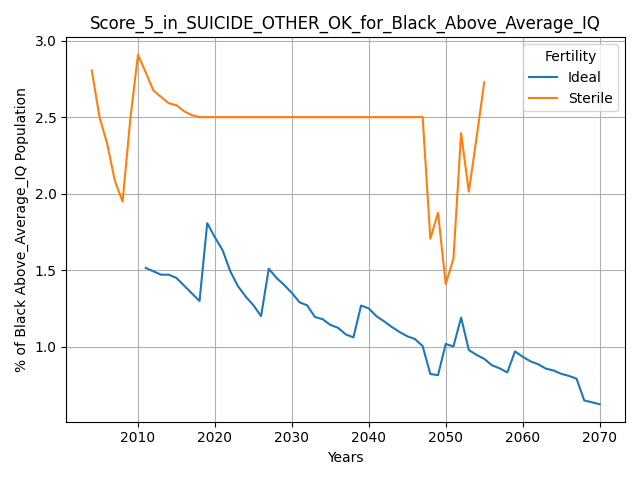 Score_5_in_SUICIDE_OTHER_OK_for_Black_Above_Average_IQ
3.0
2.5
2.0
1.5
1.0
% of Black Above_Average_IQ Population
Fertility
Ideal
Sterile
2010
2020
2030
2040
2050
2060
2070
Years